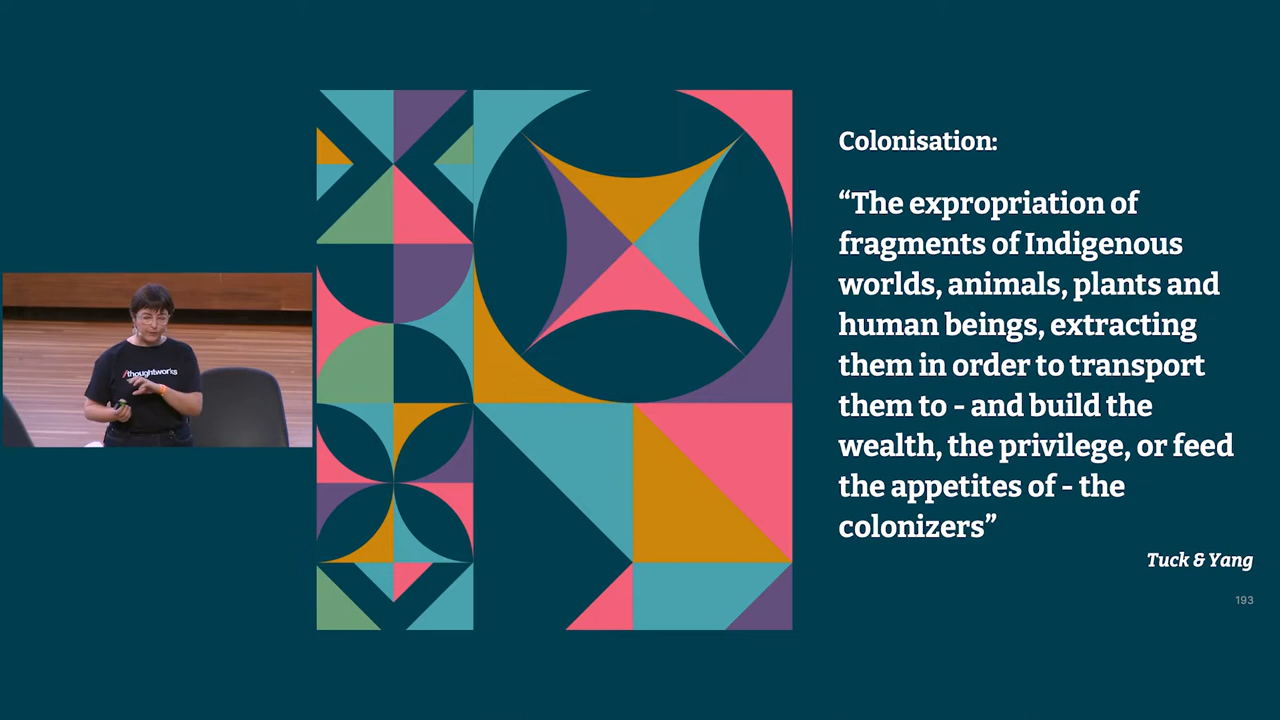 Colonisation:
“The expropriation of
fragments of Indigenous
worlds, animals, plants and
human beings, extracting
them in order to transport
them to - and build the
wealth, the privilege, or feed
the appetites of - the
colonizers”
Tuck & Yang
193
/thoughtworks